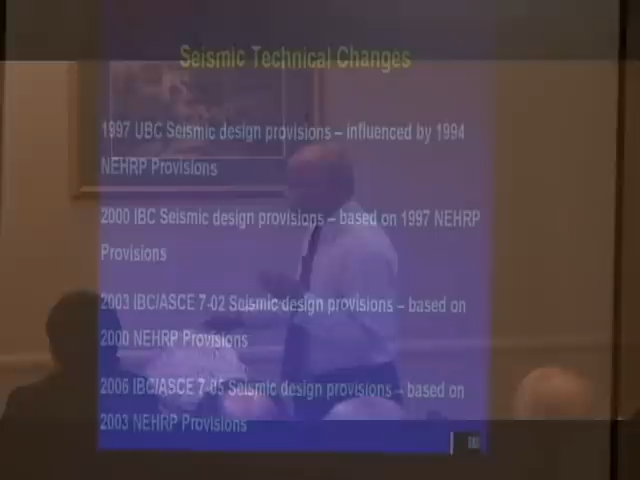 Seismic Technical Changes
1997 UBC Seismic design provisions – influenced by 1994
NEHRP Provisions
2000 IBC Seismic design provisions – based on 1997 NEHRP
Provisions
2003 IBC/ASCE 7-02 Seismic design provisions – based on
2000 NEHRP Provisions
2006 IBC/ASCE 7-05 Seismic design provisions – based on
2003 NEHRP Provisions